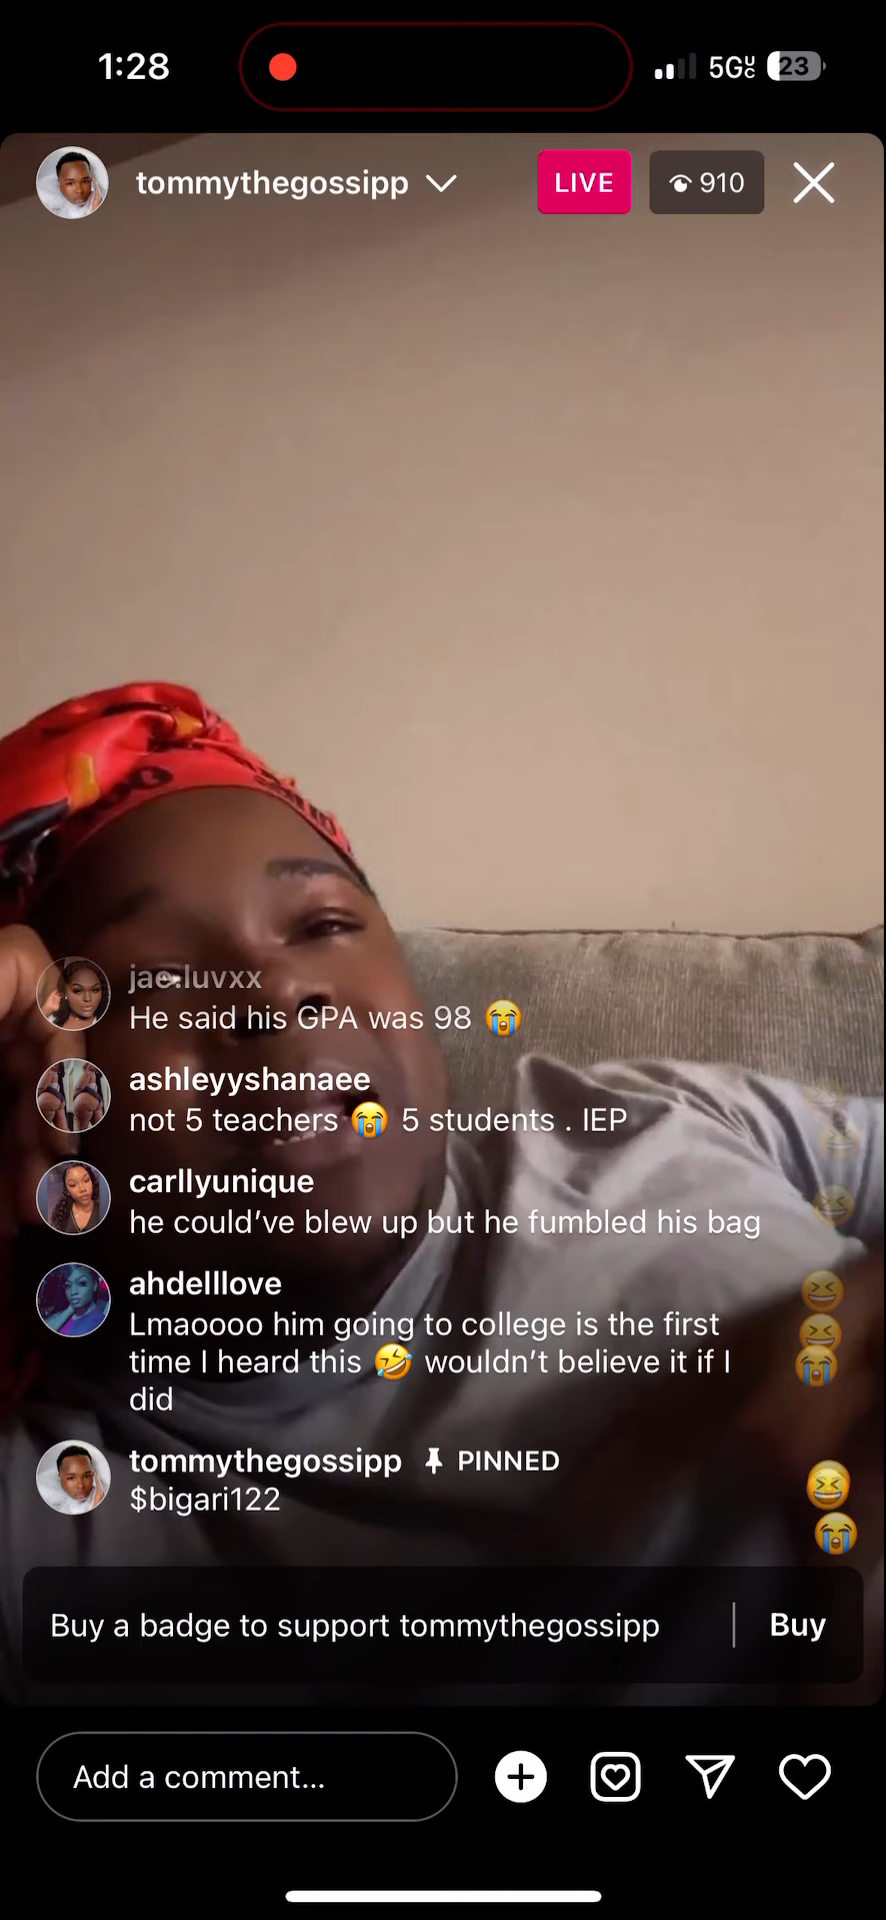 1:28
5GUC
23
tommythegossipp
LIVE
910
jae.luvxx
He said his GPA was 98 😭
ashleyyshanaee
not 5 teachers 😭 5 students . IEP
carllyunique
he could’ve blew up but he fumbled his bag
ahdelllove
Lmaoooo him going to college is the first
time I heard this 🤣 wouldn’t believe it if I
did
tommythegossipp PINNED
$bigari122
Buy a badge to support tommythegossipp
Buy
Add a comment...